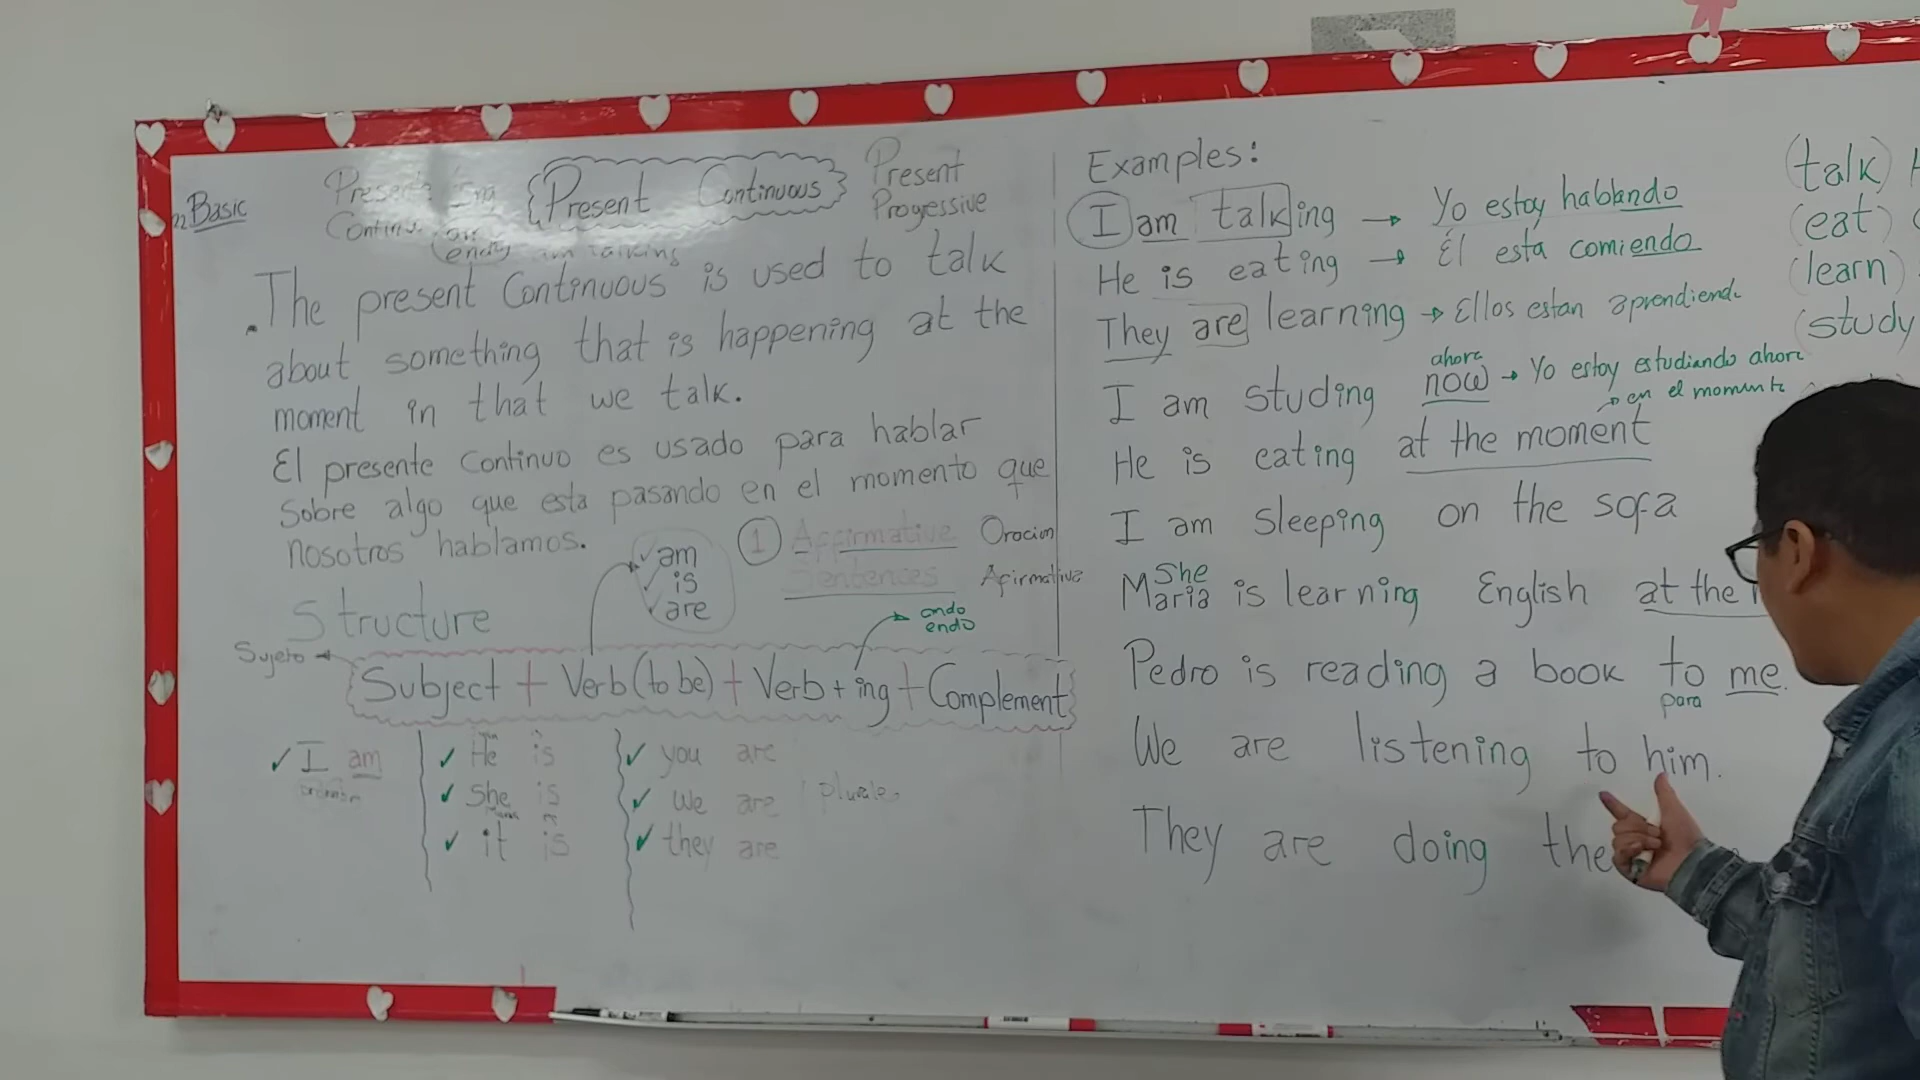 Basic
Present Continuous
Present
Progressive
The present Continuous is used to talk
about something that is happening at the
moment in that we talk.
El presente continuo es usado para hablar
sobre algo que esta pasando en el momento que
nosotros hablamos.
am
is
are
1 Affirmative Oracion
Sentences Afirmativa
Structure
ando
endo
Sujeto
Subject + Verb (to be) + Verb + ing + Complement
I am
He is
She is
it is
you are
we are
they are
Examples:
I am talking → Yo estoy hablando
He is eating → Él esta comiendo
They are learning → Ellos estan aprendiendo
ahora
I am studing now → Yo estoy estudiando ahora
en el momento
He is eating at the moment
I am sleeping on the sofa
She
Maria is learning English at the
Pedro is reading a book to me.
para
We are listening to him.
They are doing
(talk)
(eat)
(learn)
(study